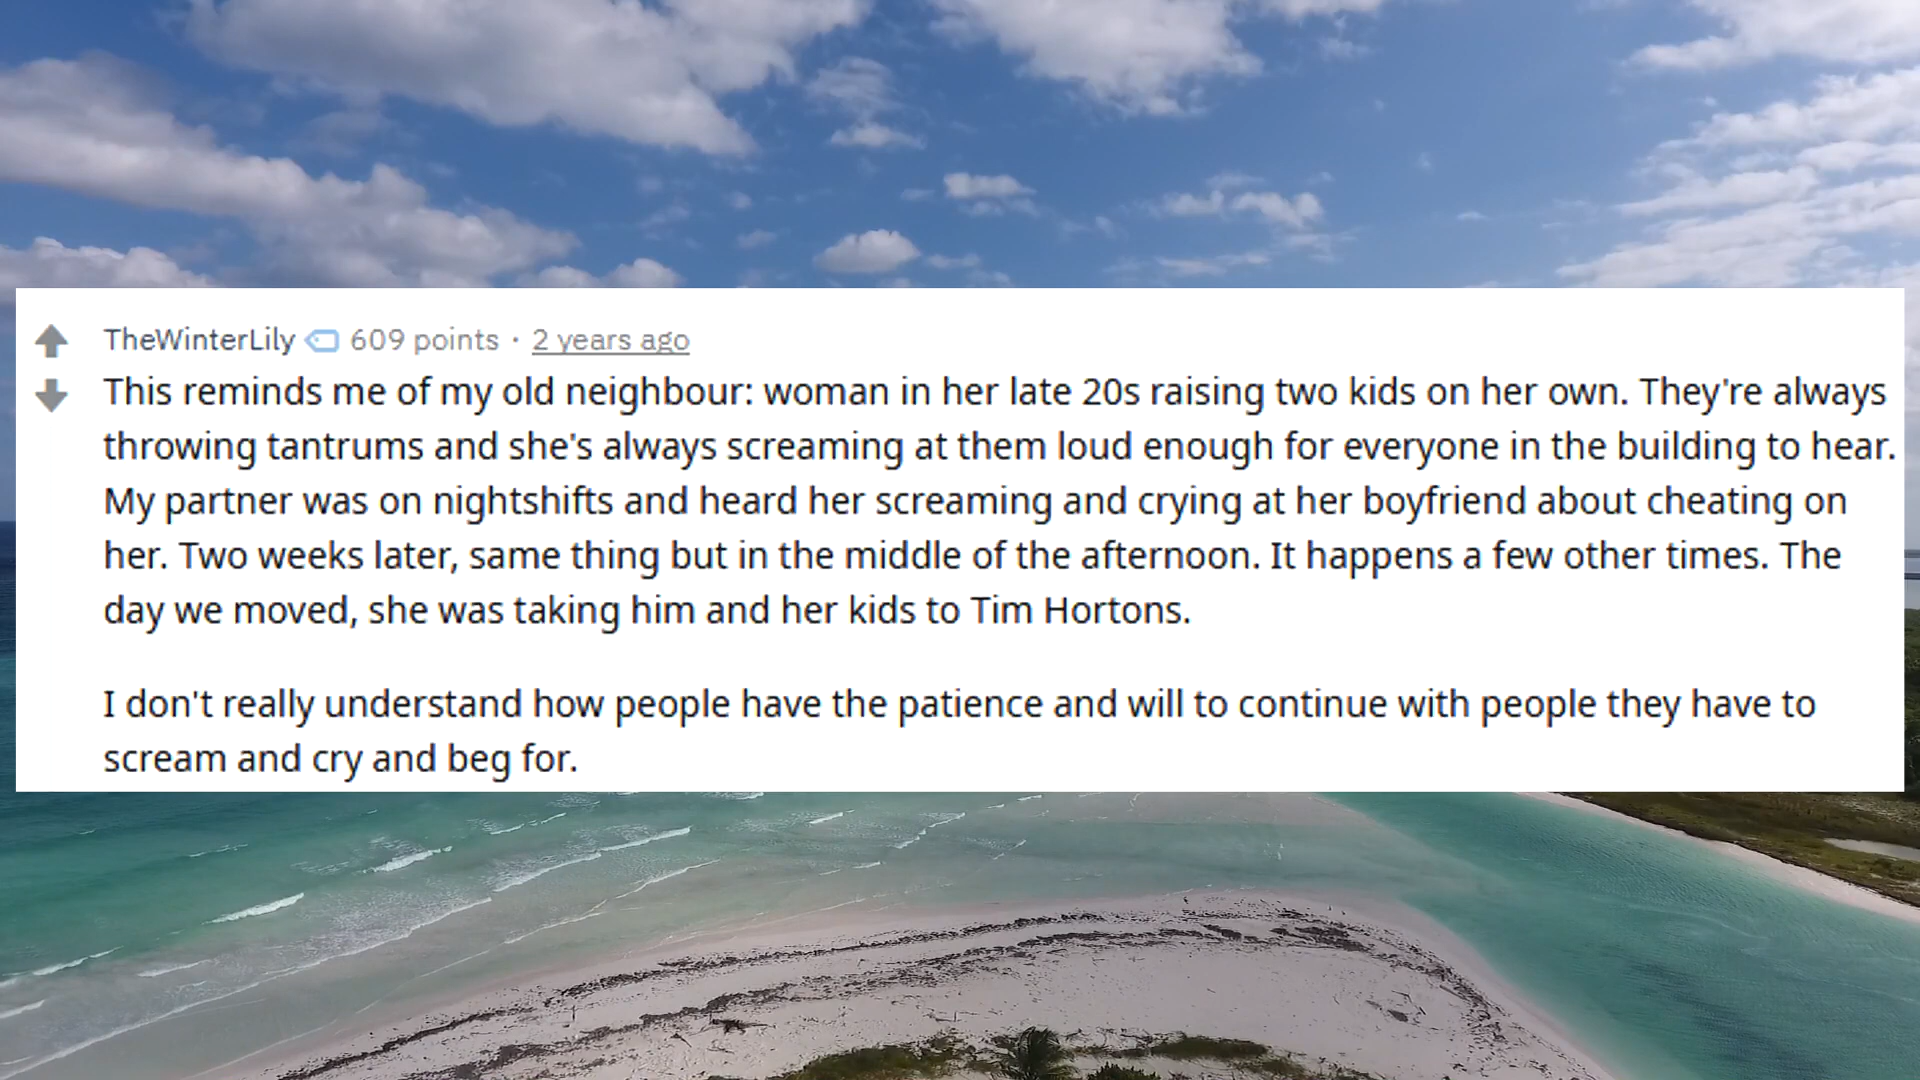 TheWinterLily 609 points · 2 years ago
This reminds me of my old neighbour: woman in her late 20s raising two kids on her own. They're always
throwing tantrums and she's always screaming at them loud enough for everyone in the building to hear.
My partner was on nightshifts and heard her screaming and crying at her boyfriend about cheating on
her. Two weeks later, same thing but in the middle of the afternoon. It happens a few other times. The
day we moved, she was taking him and her kids to Tim Hortons.
I don't really understand how people have the patience and will to continue with people they have to
scream and cry and beg for.